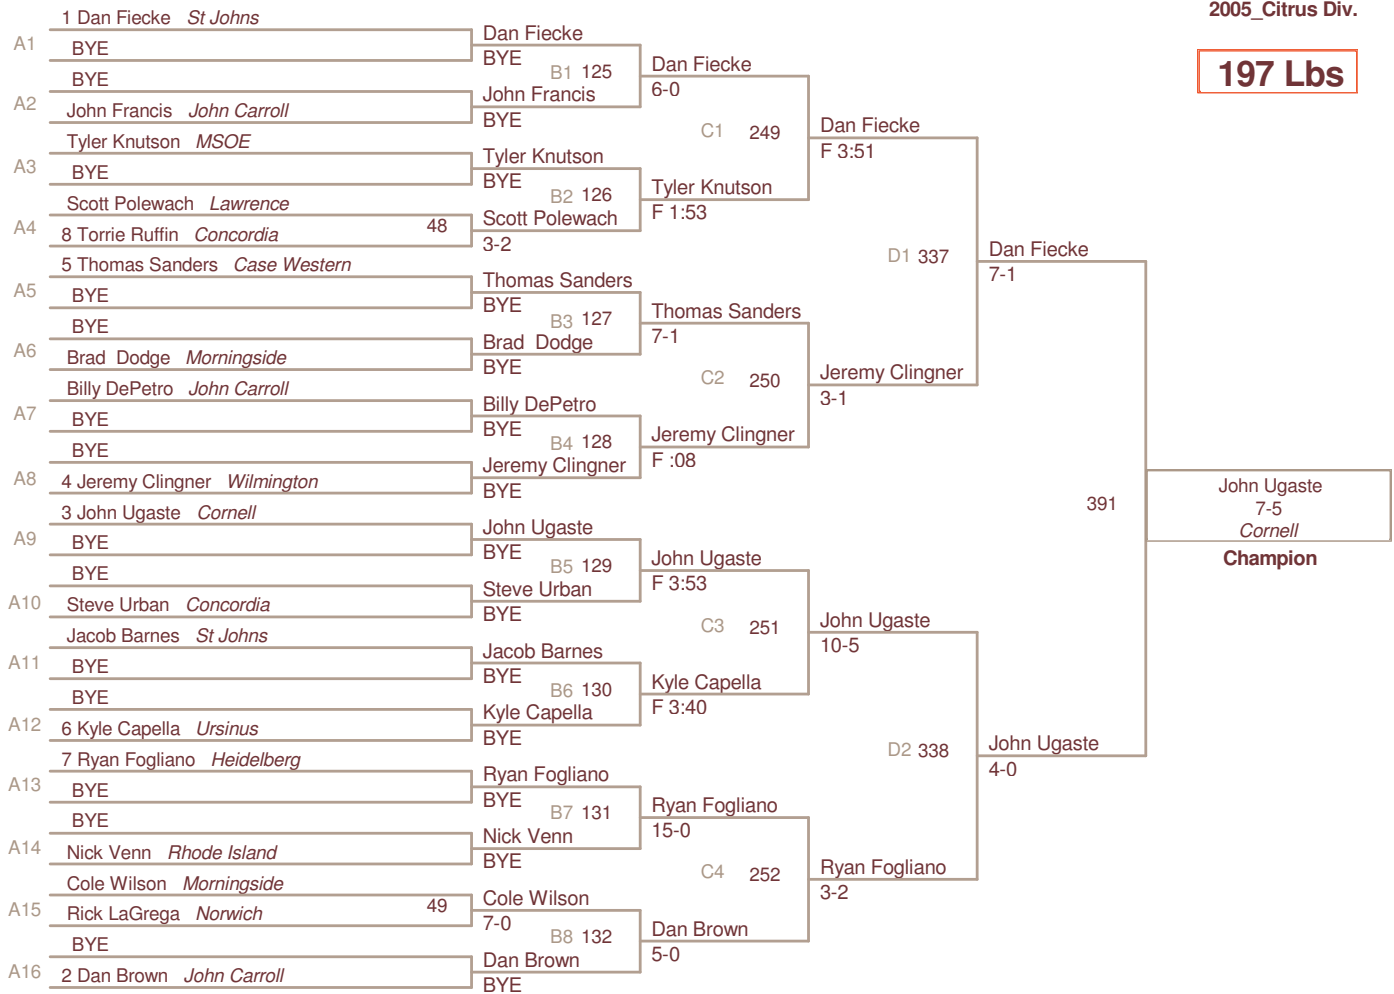 2005_Citrus Div.
197 Lbs
A1
1 Dan Fiecke St Johns
BYE
A2
BYE
John Francis John Carroll
A3
Tyler Knutson MSOE
BYE
A4
Scott Polewach Lawrence
48
8 Torrie Ruffin Concordia
A5
5 Thomas Sanders Case Western
BYE
A6
BYE
Brad Dodge Morningside
A7
Billy DePetro John Carroll
BYE
A8
BYE
4 Jeremy Clingner Wilmington
A9
3 John Ugaste Cornell
BYE
A10
BYE
Steve Urban Concordia
A11
Jacob Barnes St Johns
BYE
A12
BYE
6 Kyle Capella Ursinus
A13
7 Ryan Fogliano Heidelberg
BYE
A14
BYE
Nick Venn Rhode Island
A15
Cole Wilson Morningside
49
Rick LaGrega Norwich
A16
BYE
2 Dan Brown John Carroll
Dan Fiecke
BYE
B1 125
John Francis
BYE
Tyler Knutson
BYE
B2 126
Scott Polewach
3-2
Thomas Sanders
BYE
B3 127
Brad Dodge
BYE
Billy DePetro
BYE
B4 128
Jeremy Clingner
BYE
John Ugaste
BYE
B5 129
Steve Urban
BYE
Jacob Barnes
BYE
B6 130
Kyle Capella
BYE
Ryan Fogliano
BYE
B7 131
Nick Venn
BYE
Cole Wilson
7-0
B8 132
Dan Brown
BYE
Dan Fiecke
6-0
C1 249
Tyler Knutson
F 1:53
Thomas Sanders
7-1
C2 250
Jeremy Clingner
F :08
John Ugaste
F 3:53
C3 251
Kyle Capella
F 3:40
Ryan Fogliano
15-0
C4 252
Dan Brown
5-0
Dan Fiecke
F 3:51
D1 337
Jeremy Clingner
3-1
John Ugaste
10-5
D2 338
Ryan Fogliano
3-2
Dan Fiecke
7-1
391
John Ugaste
4-0
John Ugaste
7-5
Cornell
Champion